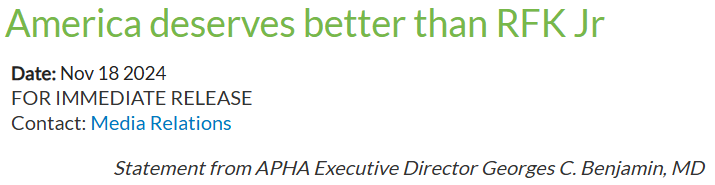 America deserves better than RFK Jr
Date: Nov 18 2024
FOR IMMEDIATE RELEASE
Contact: Media Relations
Statement from APHA Executive Director Georges C. Benjamin, MD